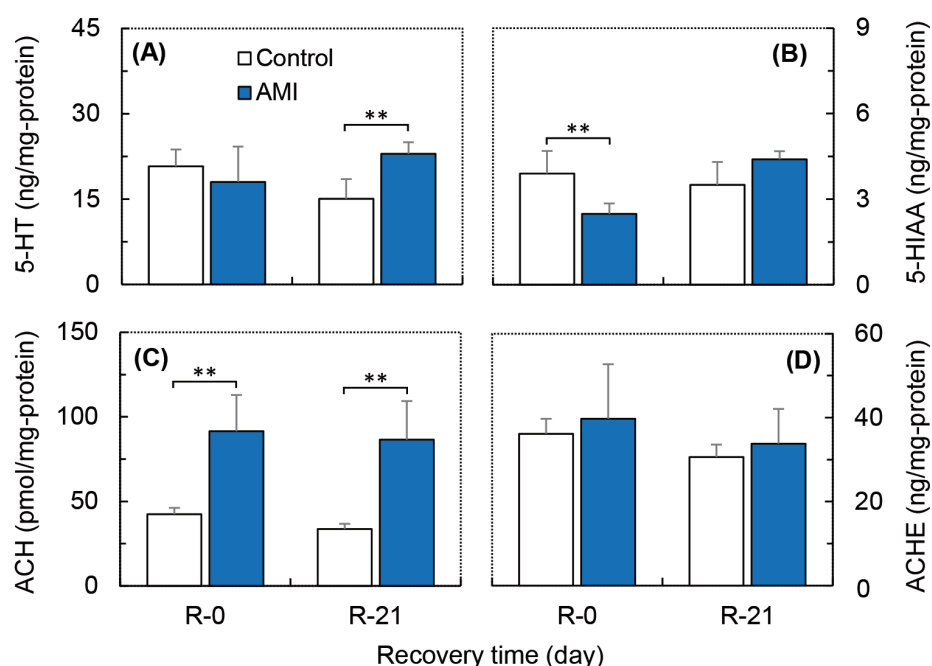 45
30
15
0
5-HT (ng/mg-protein)
(A)
Control
AMI
**
(B)
**
9
6
3
0
5-HIAA (ng/mg-protein)
150
100
50
0
ACH (pmol/mg-protein)
(C)
**
**
(D)
60
40
20
0
ACHE (ng/mg-protein)
R-0
R-21
R-0
R-21
Recovery time (day)